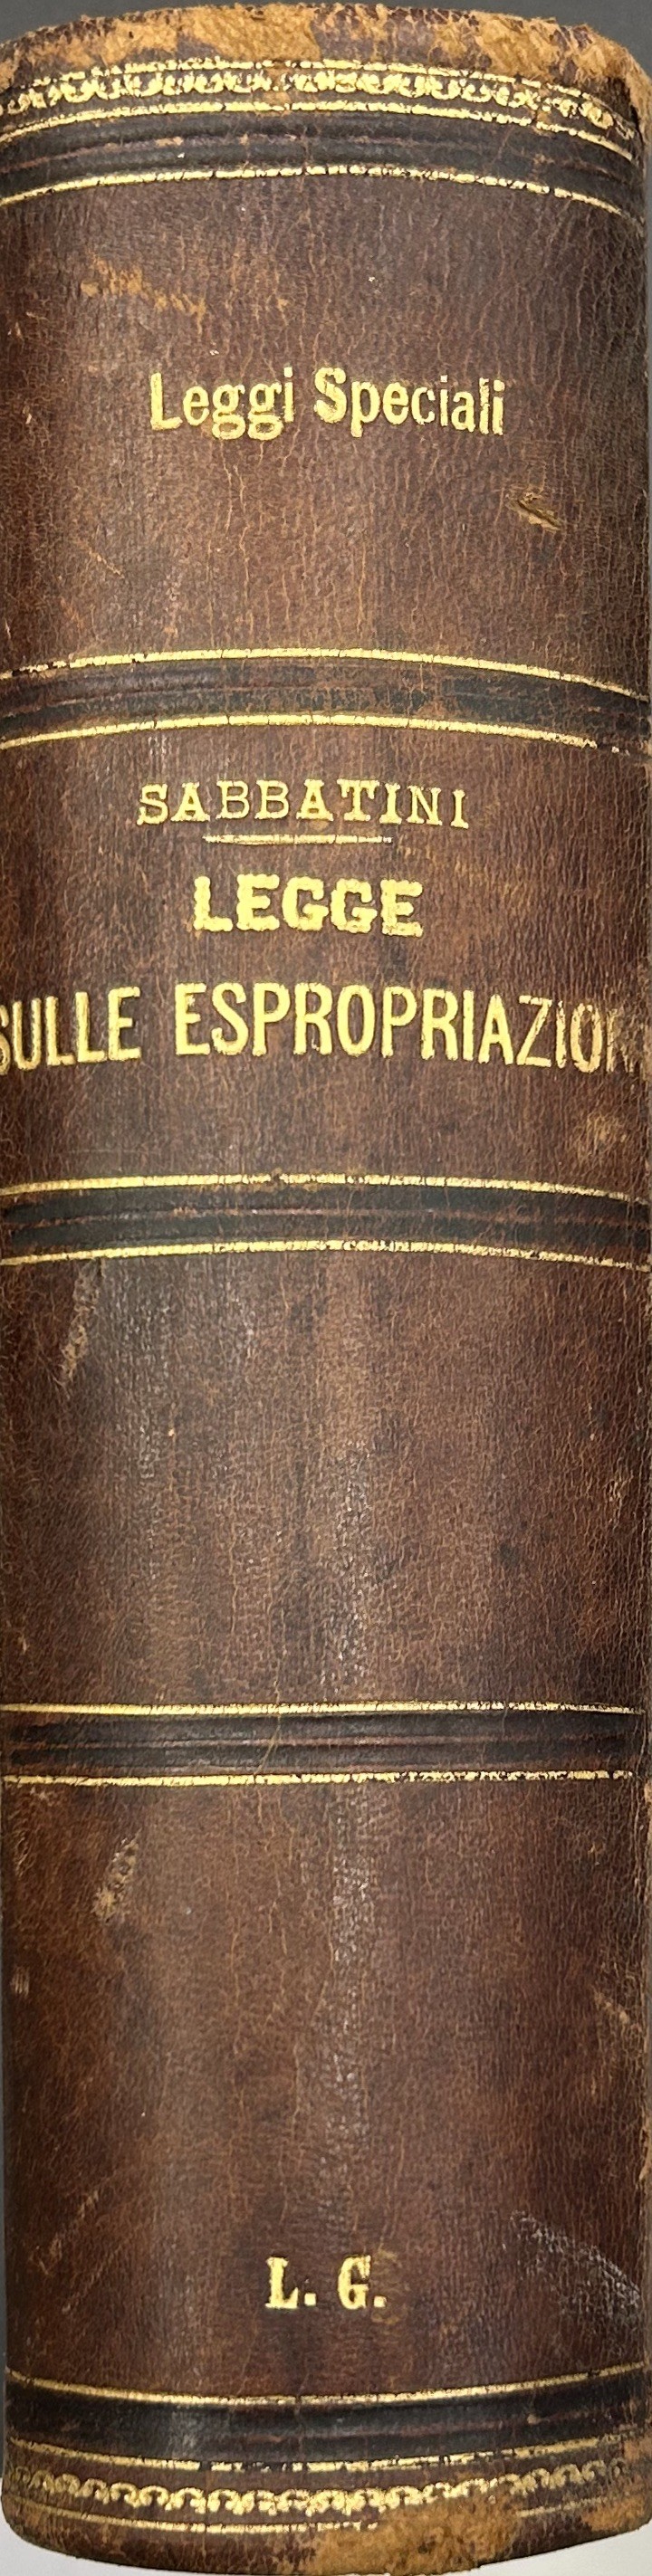 Leggi Speciali
SABBATINI
LEGGE
SULLE ESPROPRIAZIONI
L. G.